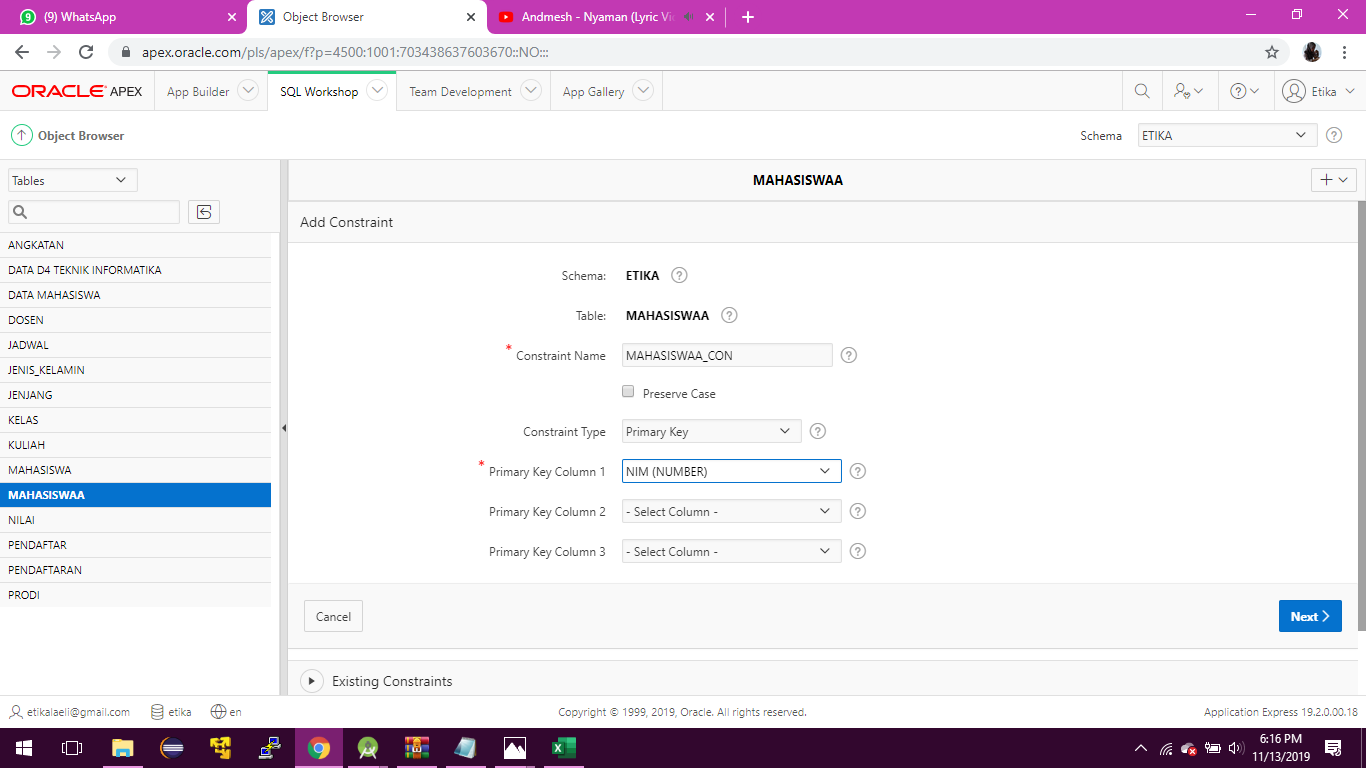 (9) WhatsApp
Object Browser
Andmesh - Nyaman (Lyric Vi
apex.oracle.com/pls/apex/f?p=4500:1001:703438637603670::NO:::
ORACLE APEX
App Builder
SQL Workshop
Team Development
App Gallery
Etika
Object Browser
Schema
ETIKA
Tables
MAHASISWAA
Add Constraint
ANGKATAN
DATA D4 TEKNIK INFORMATIKA
DATA MAHASISWA
DOSEN
JADWAL
JENIS_KELAMIN
JENJANG
KELAS
KULIAH
MAHASISWA
MAHASISWAA
NILAI
PENDAFTAR
PENDAFTARAN
PRODI
Schema: ETIKA
Table: MAHASISWAA
* Constraint Name MAHASISWAA_CON
Preserve Case
Constraint Type Primary Key
* Primary Key Column 1 NIM (NUMBER)
Primary Key Column 2 - Select Column -
Primary Key Column 3 - Select Column -
Cancel
Next
Existing Constraints
etikalaeli@gmail.com
etika
en
Copyright © 1999, 2019, Oracle. All rights reserved.
Application Express 19.2.0.00.18
6:16 PM
11/13/2019